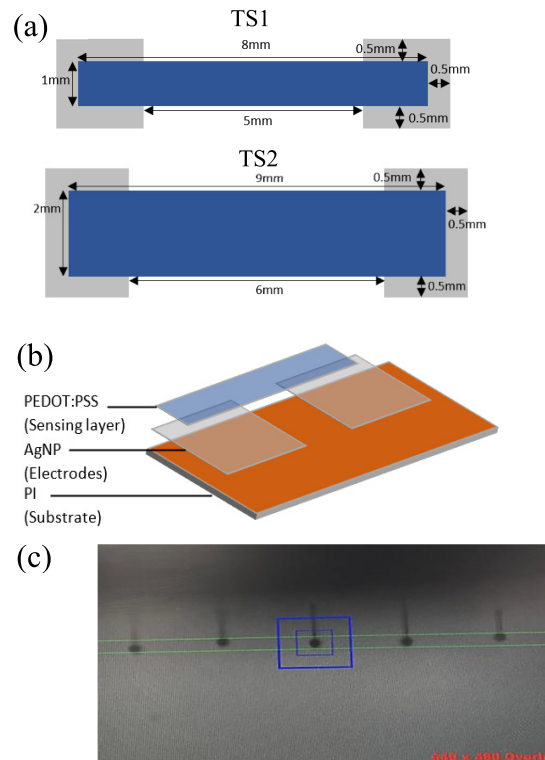 (a)
TS1
8mm
0.5mm
1mm
0.5mm
5mm
0.5mm
TS2
9mm
0.5mm
2mm
0.5mm
6mm
0.5mm
(b)
PEDOT:PSS
(Sensing layer)
AgNP
(Electrodes)
PI
(Substrate)
(c)